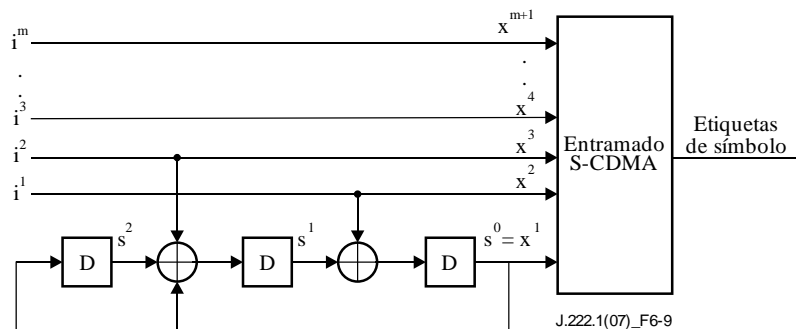 i^m x^{m+1}
. .
. .
i^3 x^4
i^2 x^3
i^1 x^2
Entramado
S-CDMA
Etiquetas
de símbolo
D s^2 D s^1 D s^0 = x^1
J.222.1(07)_F6-9